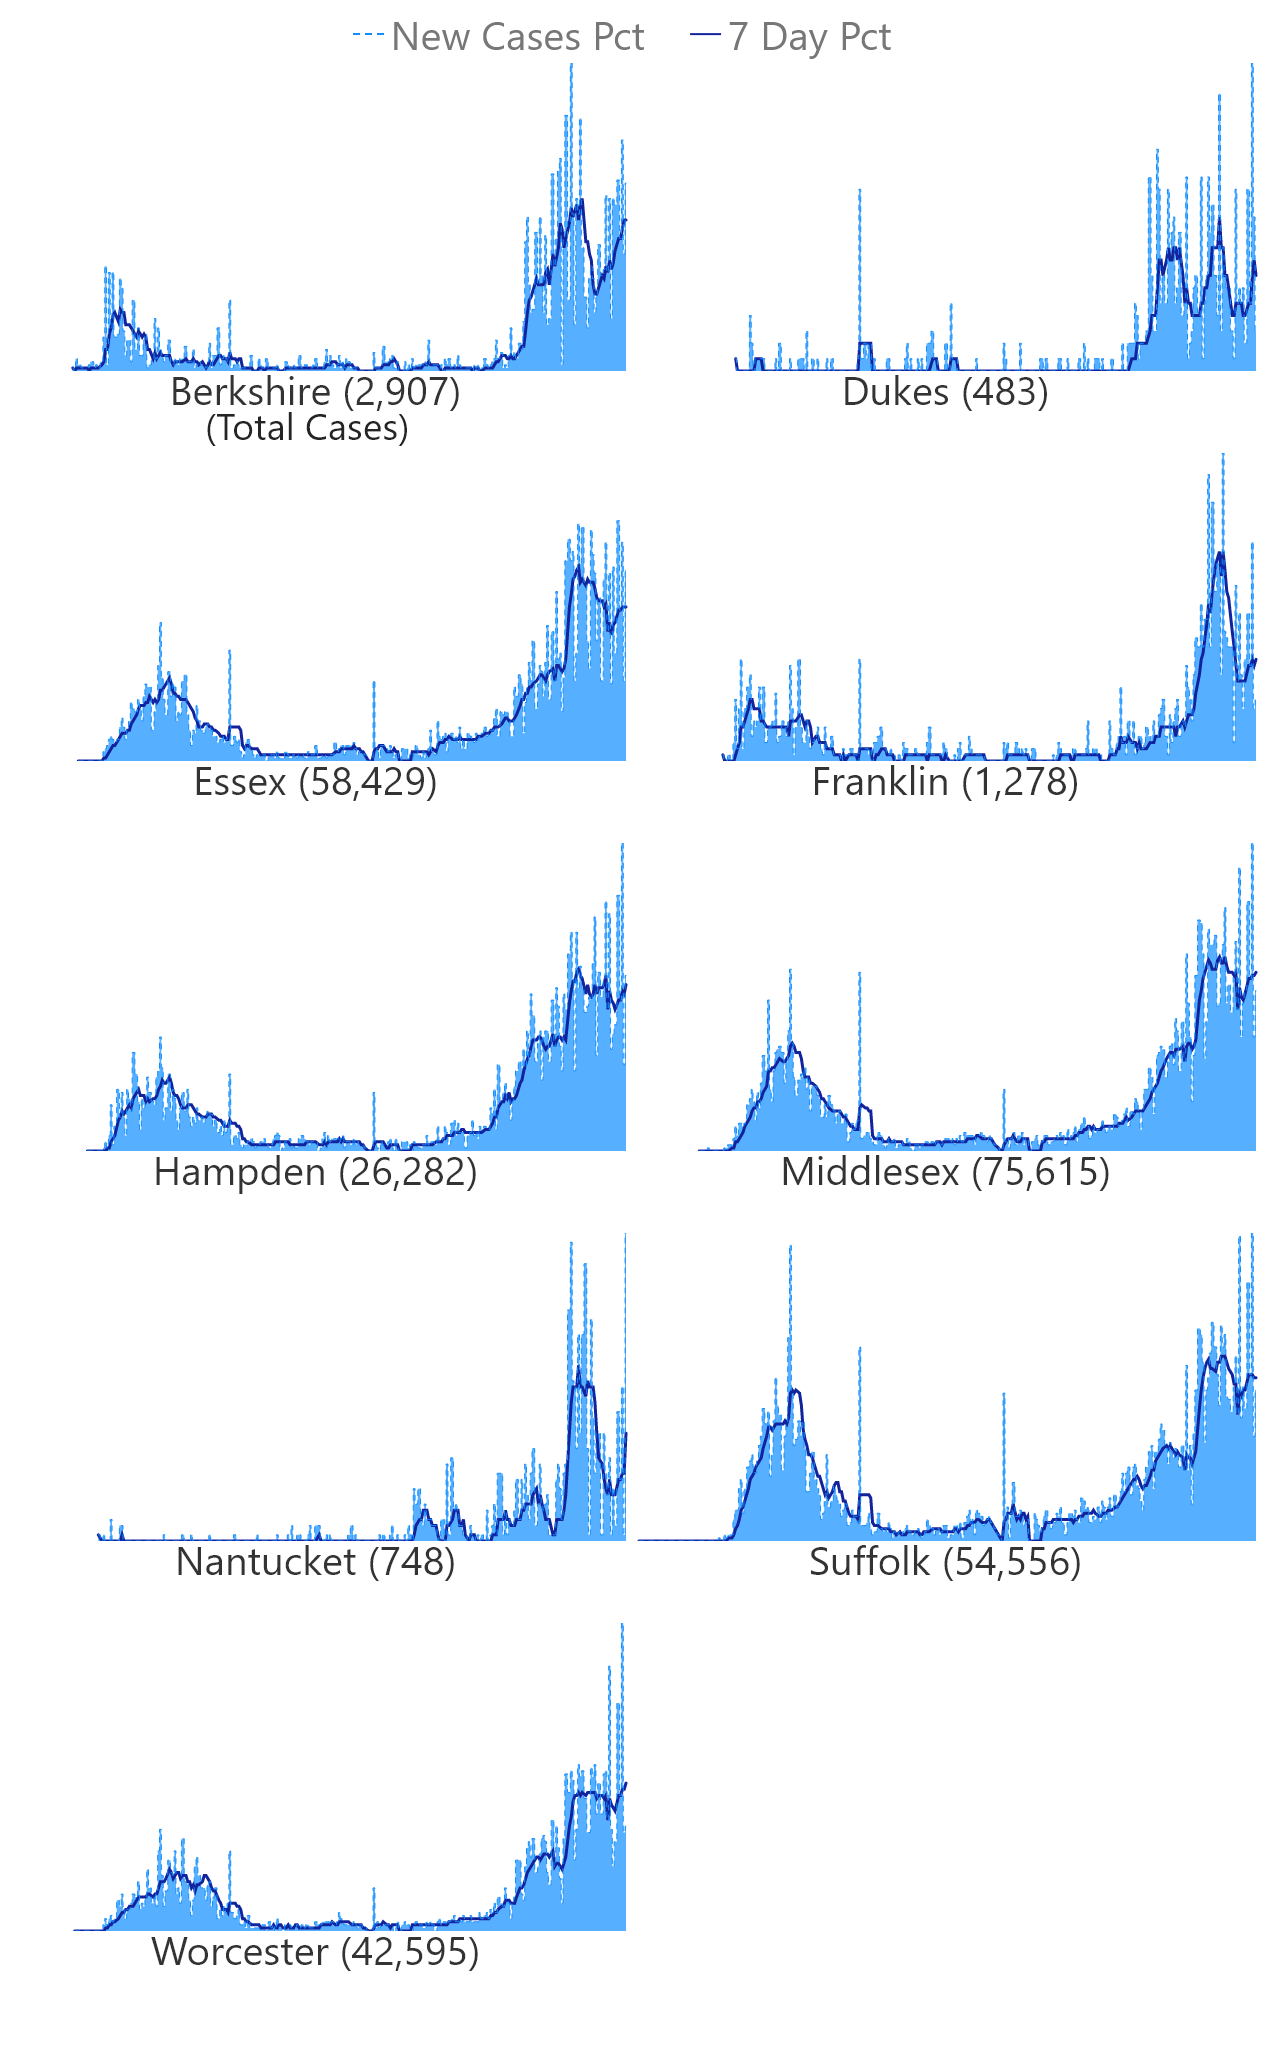 New Cases Pct 7 Day Pct
Berkshire (2,907) Dukes (483)
(Total Cases)
Essex (58,429) Franklin (1,278)
Hampden (26,282) Middlesex (75,615)
Nantucket (748) Suffolk (54,556)
Worcester (42,595)